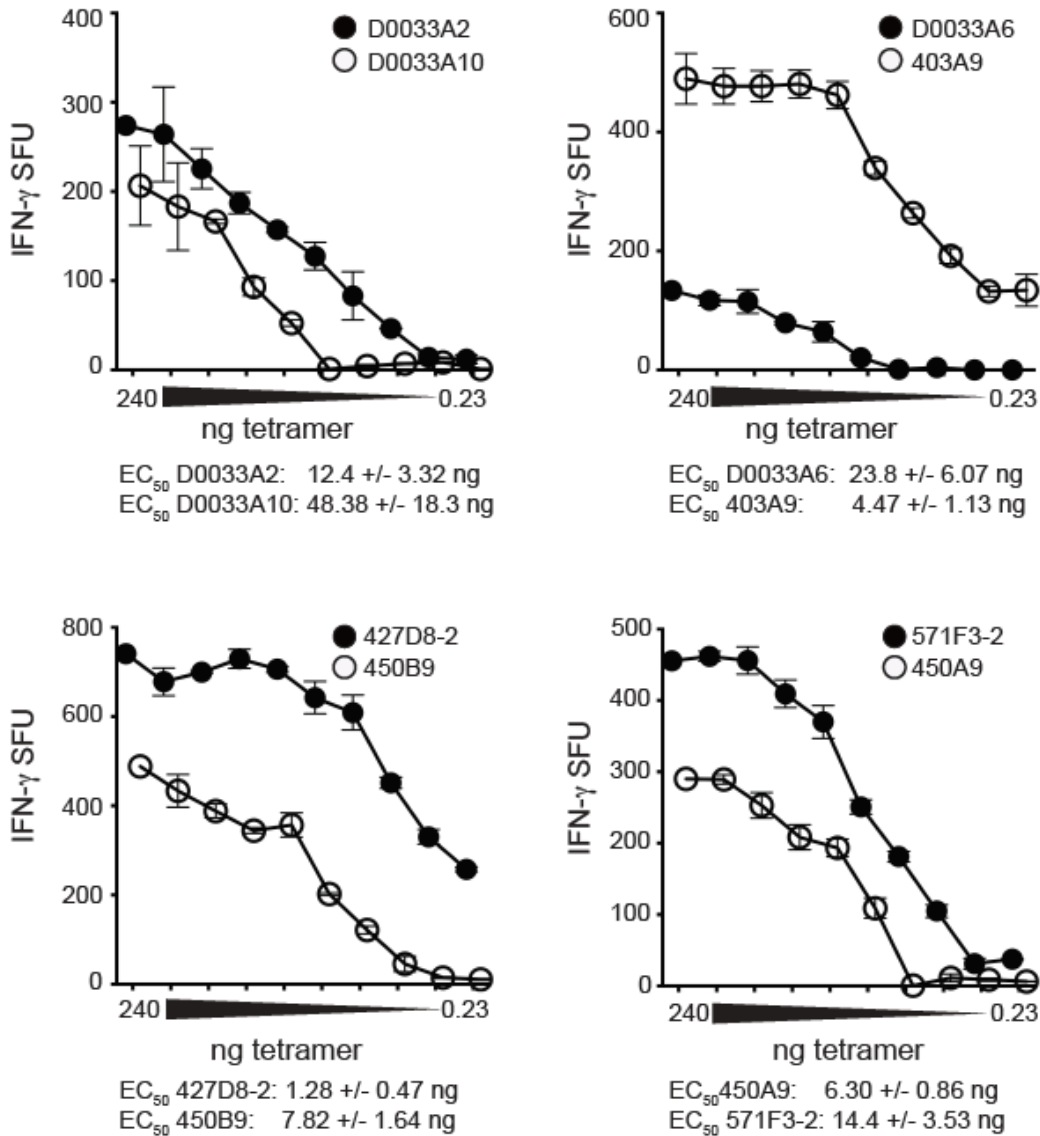 400
300
200
100
0
IFN-γ SFU
D0033A2
D0033A10
240
0.23
ng tetramer
EC50 D0033A2: 12.4 +/- 3.32 ng
EC50 D0033A10: 48.38 +/- 18.3 ng
600
400
200
0
IFN-γ SFU
D0033A6
403A9
240
0.23
ng tetramer
EC50 D0033A6: 23.8 +/- 6.07 ng
EC50 403A9: 4.47 +/- 1.13 ng
800
600
400
200
0
IFN-γ SFU
427D8-2
450B9
240
0.23
ng tetramer
EC50 427D8-2: 1.28 +/- 0.47 ng
EC50 450B9: 7.82 +/- 1.64 ng
500
400
300
200
100
0
IFN-γ SFU
571F3-2
450A9
240
0.23
ng tetramer
EC50 450A9: 6.30 +/- 0.86 ng
EC50 571F3-2: 14.4 +/- 3.53 ng